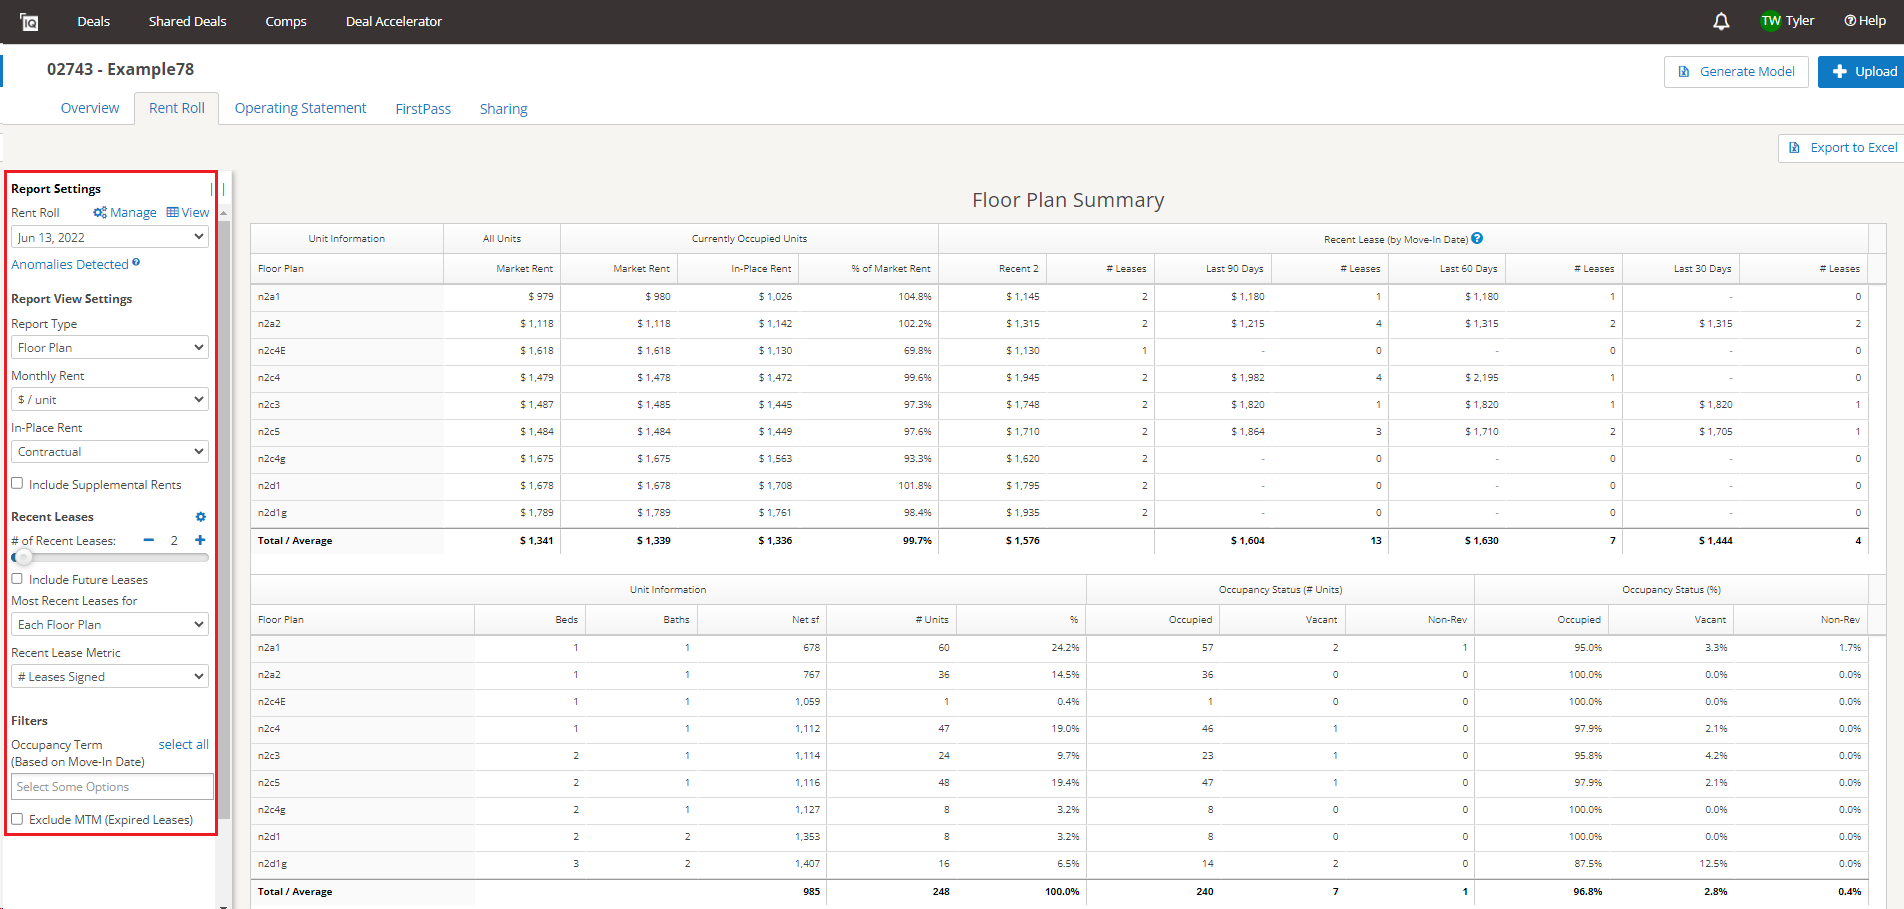 IQ Deals Shared Deals Comps Deal Accelerator TW Tyler Help
02743 - Example78
Generate Model Upload
Overview Rent Roll Operating Statement FirstPass Sharing
Export to Excel
Report Settings
Rent Roll Manage View
Jun 13, 2022
Anomalies Detected ?
Report View Settings
Report Type
Floor Plan
Monthly Rent
$ / unit
In-Place Rent
Contractual
Include Supplemental Rents
Recent Leases
# of Recent Leases: − 2 +
Include Future Leases
Most Recent Leases for
Each Floor Plan
Recent Lease Metric
# Leases Signed
Filters
Occupancy Term select all
(Based on Move-In Date)
Select Some Options
Exclude MTM (Expired Leases)
Floor Plan Summary
Unit Information All Units Currently Occupied Units Recent Lease (by Move-In Date) ?
Floor Plan Market Rent Market Rent In-Place Rent % of Market Rent Recent 2 # Leases Last 90 Days # Leases Last 60 Days # Leases Last 30 Days # Leases
n2a1 $ 979 $ 980 $ 1,026 104.8% $ 1,145 2 $ 1,180 1 $ 1,180 1 - 0
n2a2 $ 1,118 $ 1,118 $ 1,142 102.2% $ 1,315 2 $ 1,215 4 $ 1,315 2 $ 1,315 2
n2c4E $ 1,618 $ 1,618 $ 1,130 69.8% $ 1,130 1 - 0 - 0 - 0
n2c4 $ 1,479 $ 1,478 $ 1,472 99.6% $ 1,945 2 $ 1,982 4 $ 2,195 1 - 0
n2c3 $ 1,487 $ 1,485 $ 1,445 97.3% $ 1,748 2 $ 1,820 1 $ 1,820 1 $ 1,820 1
n2c5 $ 1,484 $ 1,484 $ 1,449 97.6% $ 1,710 2 $ 1,864 3 $ 1,710 2 $ 1,705 1
n2c4g $ 1,675 $ 1,675 $ 1,563 93.3% $ 1,620 2 - 0 - 0 - 0
n2d1 $ 1,678 $ 1,678 $ 1,708 101.8% $ 1,795 2 - 0 - 0 - 0
n2d1g $ 1,789 $ 1,789 $ 1,761 98.4% $ 1,935 2 - 0 - 0 - 0
Total / Average $ 1,341 $ 1,339 $ 1,336 99.7% $ 1,576 $ 1,604 13 $ 1,630 7 $ 1,444 4
Unit Information Occupancy Status (# Units) Occupancy Status (%)
Floor Plan Beds Baths Net sf # Units % Occupied Vacant Non-Rev Occupied Vacant Non-Rev
n2a1 1 1 678 60 24.2% 57 2 1 95.0% 3.3% 1.7%
n2a2 1 1 767 36 14.5% 36 0 0 100.0% 0.0% 0.0%
n2c4E 1 1 1,059 1 0.4% 1 0 0 100.0% 0.0% 0.0%
n2c4 1 1 1,112 47 19.0% 46 1 0 97.9% 2.1% 0.0%
n2c3 2 1 1,114 24 9.7% 23 1 0 95.8% 4.2% 0.0%
n2c5 2 1 1,116 48 19.4% 47 1 0 97.9% 2.1% 0.0%
n2c4g 2 1 1,127 8 3.2% 8 0 0 100.0% 0.0% 0.0%
n2d1 2 2 1,353 8 3.2% 8 0 0 100.0% 0.0% 0.0%
n2d1g 3 2 1,407 16 6.5% 14 2 0 87.5% 12.5% 0.0%
Total / Average 985 248 100.0% 240 7 1 96.8% 2.8% 0.4%